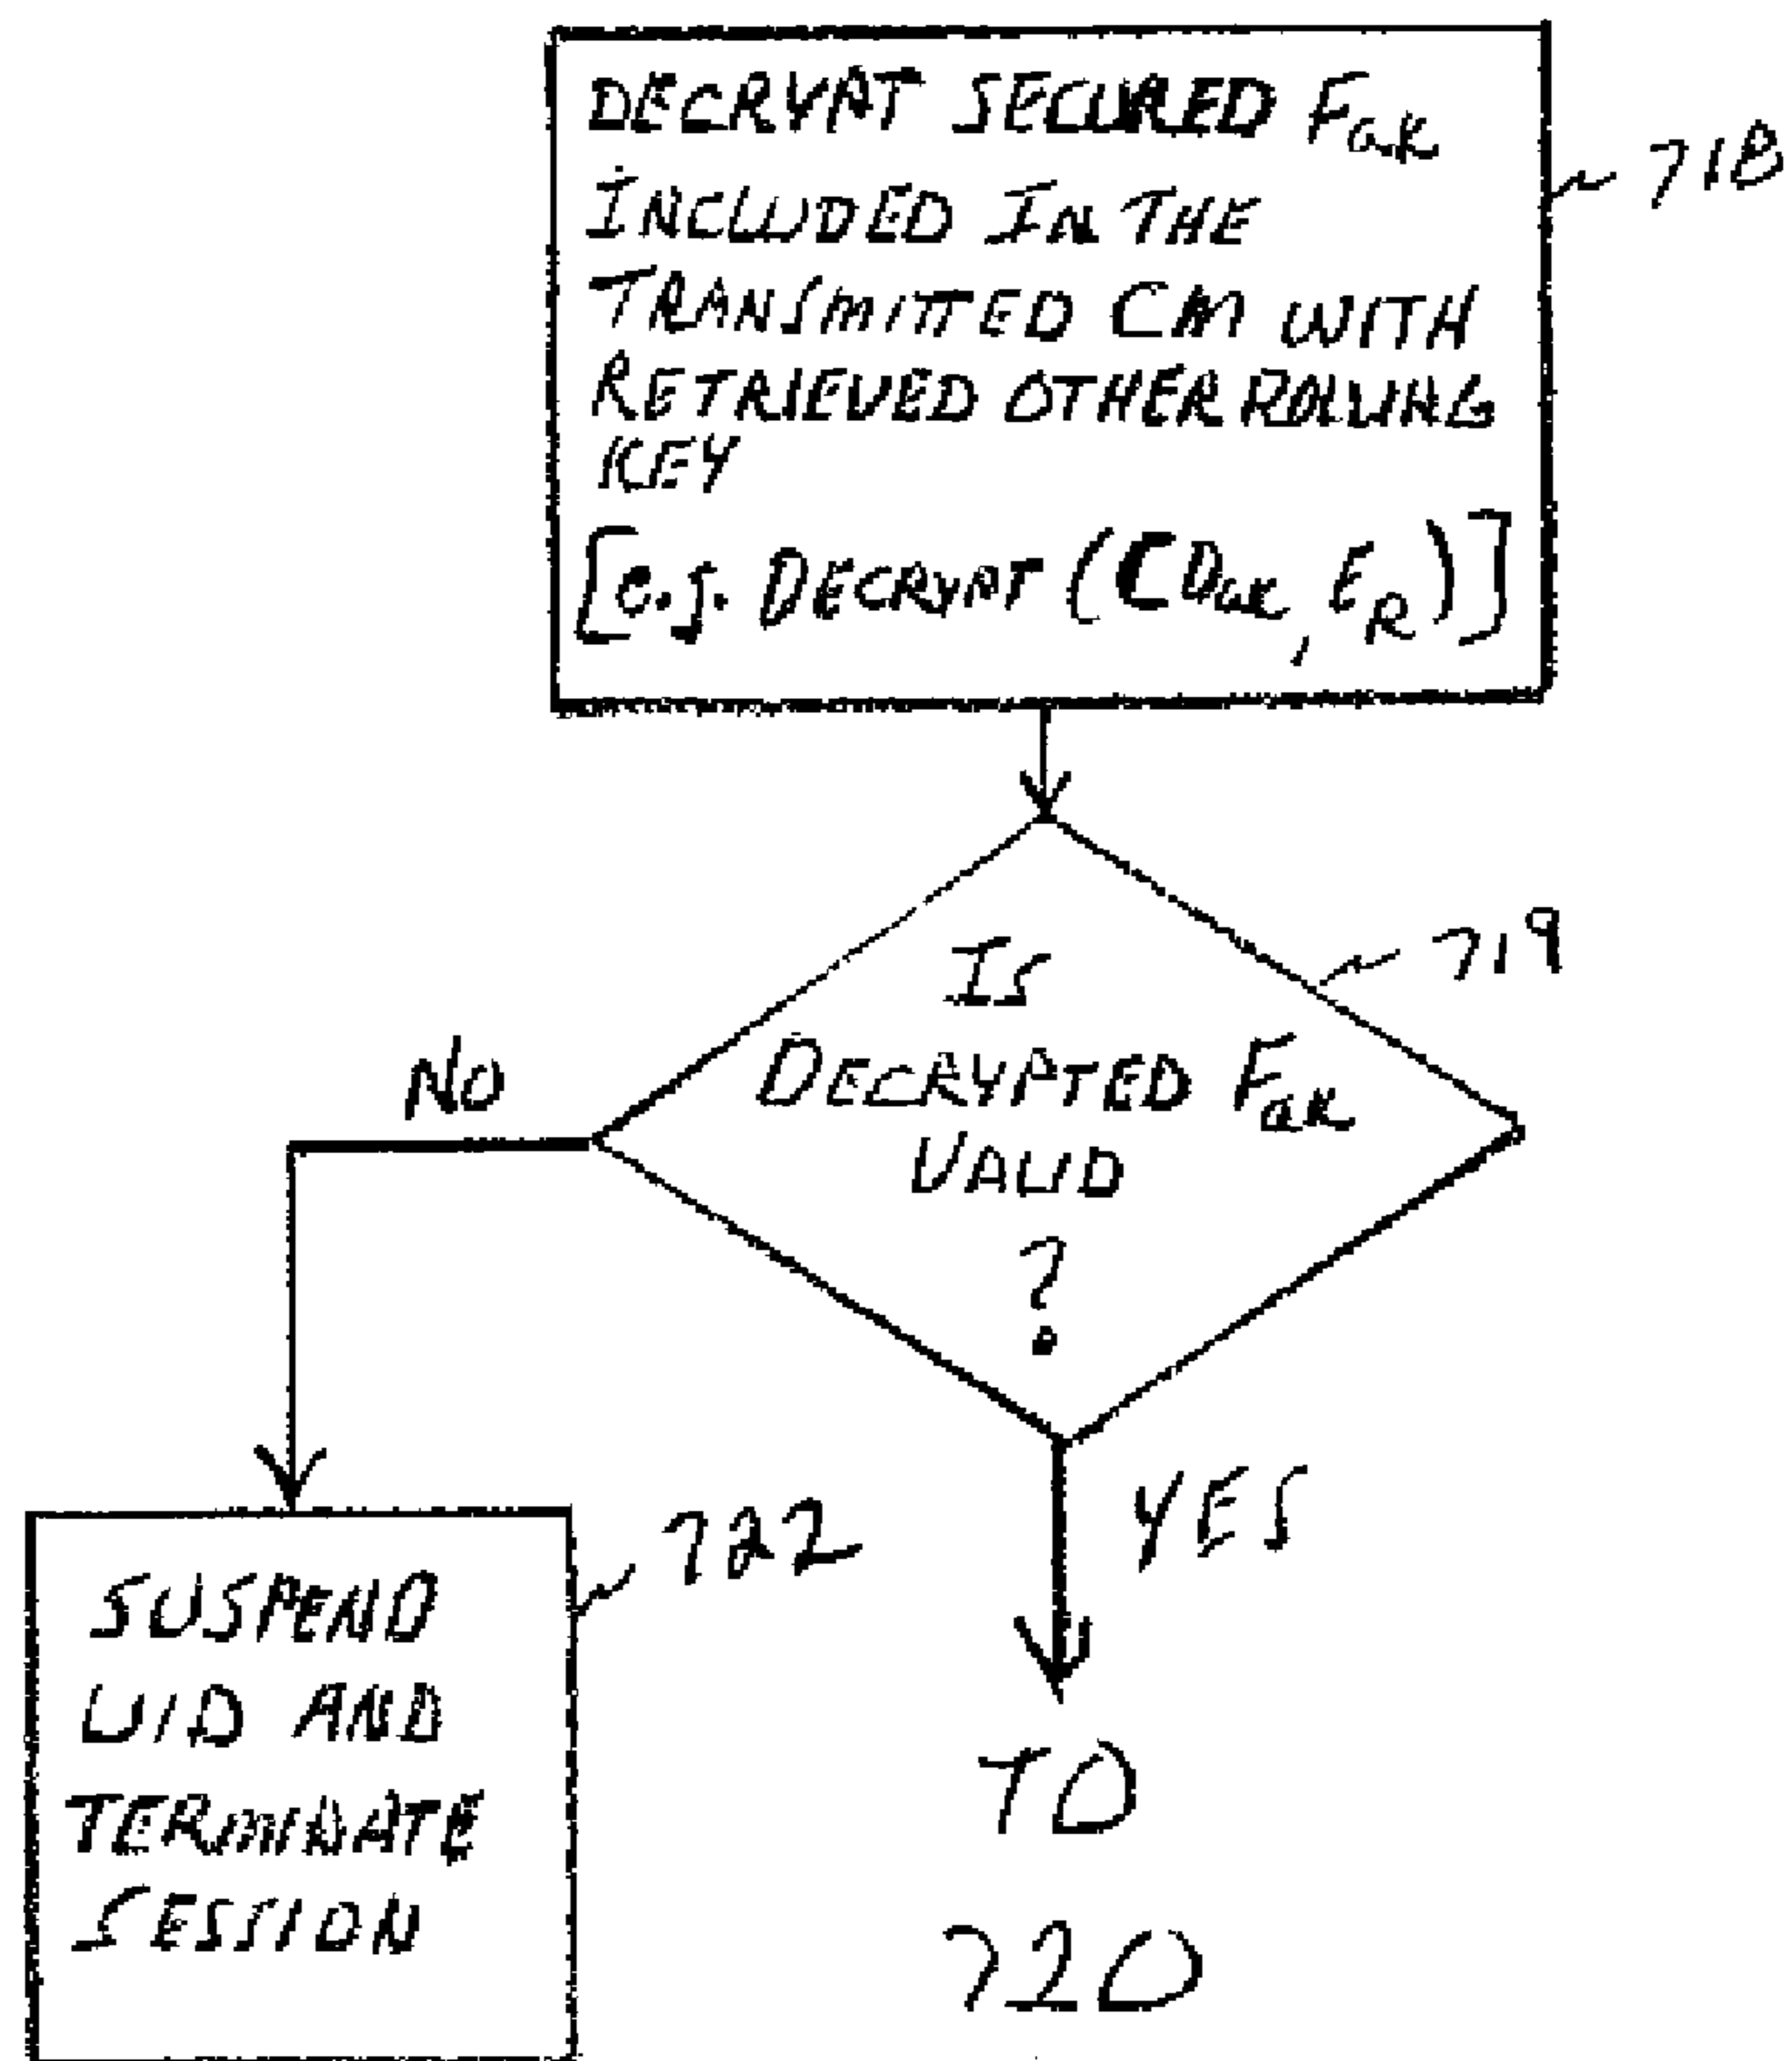 DECRYPT SECURED Fak
INCLUDED IN THE
TRANSMITTED CM WITH
RETRIEVED OTHER ROLLING
KEY
[e.g. DECRYPT (CDak, ER)]
718
IS
DECRYPTED Fak
VALID
?
719
NO
YES
SUSPEND
UID AND
TERMINATE
SESSION
722
TO
720